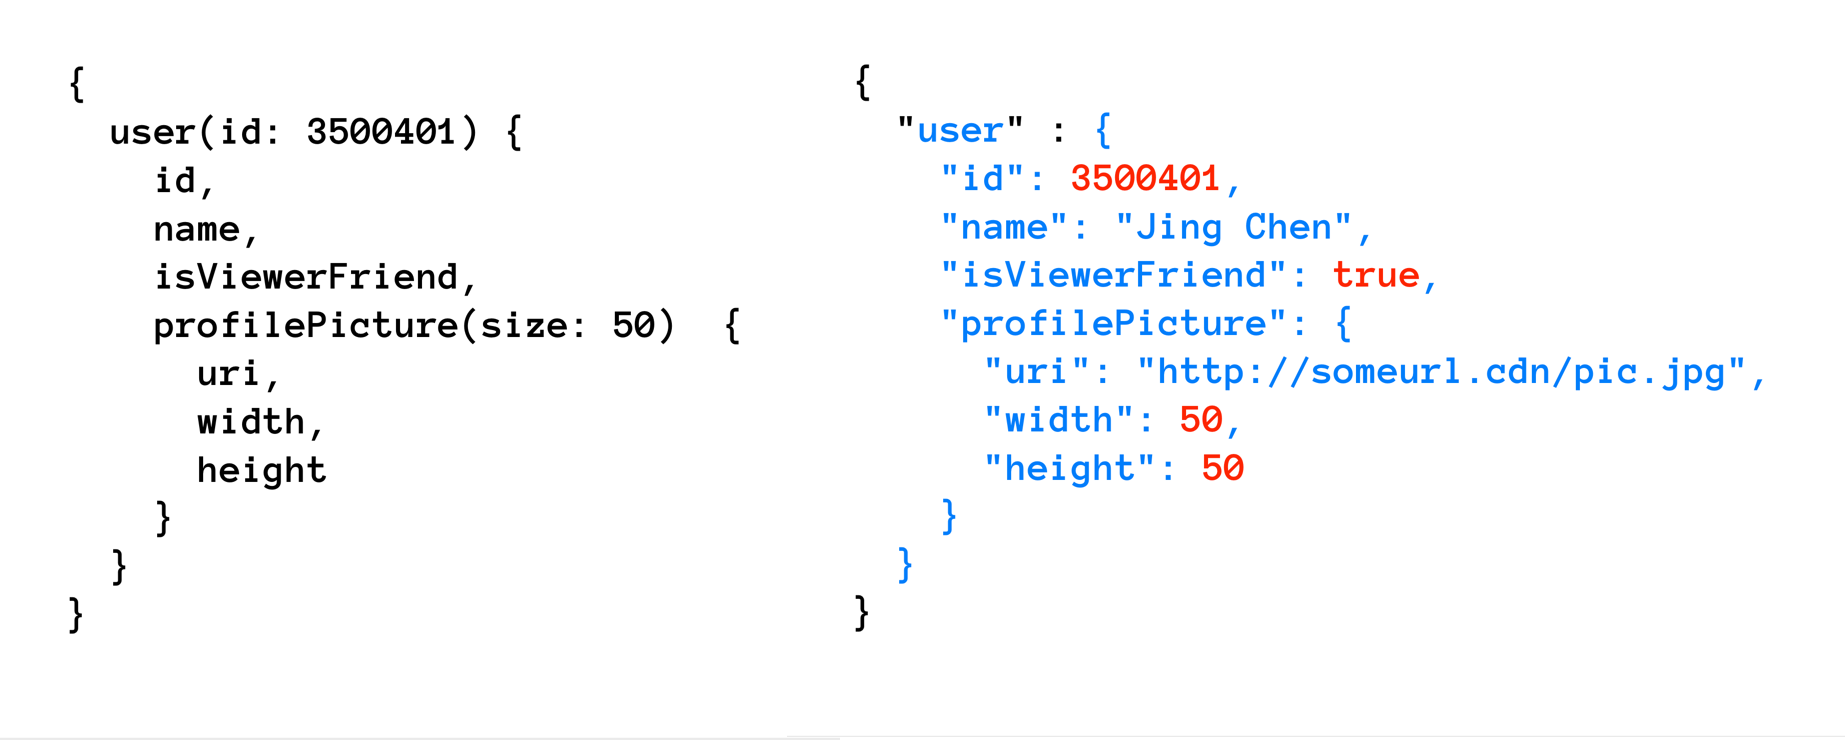 {
  user(id: 3500401) {
    id,
    name,
    isViewerFriend,
    profilePicture(size: 50)  {
      uri,
      width,
      height
    }
  }
}
{
  "user" : {
    "id": 3500401,
    "name": "Jing Chen",
    "isViewerFriend": true,
    "profilePicture": {
      "uri": "http://someurl.cdn/pic.jpg",
      "width": 50,
      "height": 50
    }
  }
}